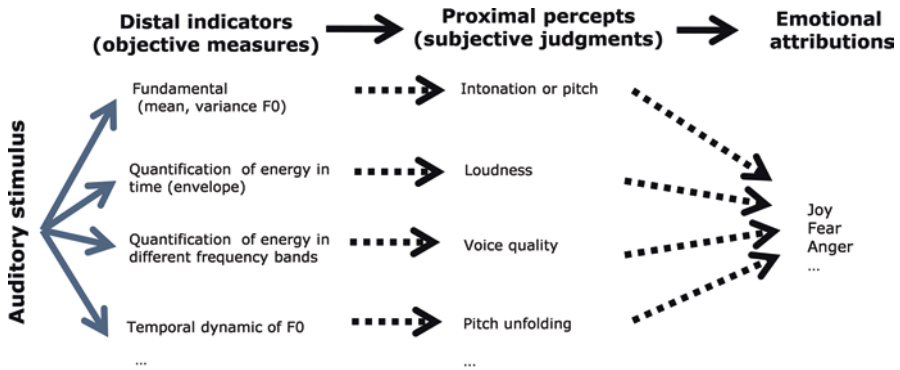 Distal indicators
(objective measures)
Proximal percepts
(subjective judgments)
Emotional
attributions
Auditory stimulus
Fundamental
(mean, variance F0)
Intonation or pitch
Quantification of energy in
time (envelope)
Loudness
Quantification of energy in
different frequency bands
Voice quality
Temporal dynamic of F0
Pitch unfolding
...
...
Joy
Fear
Anger
...